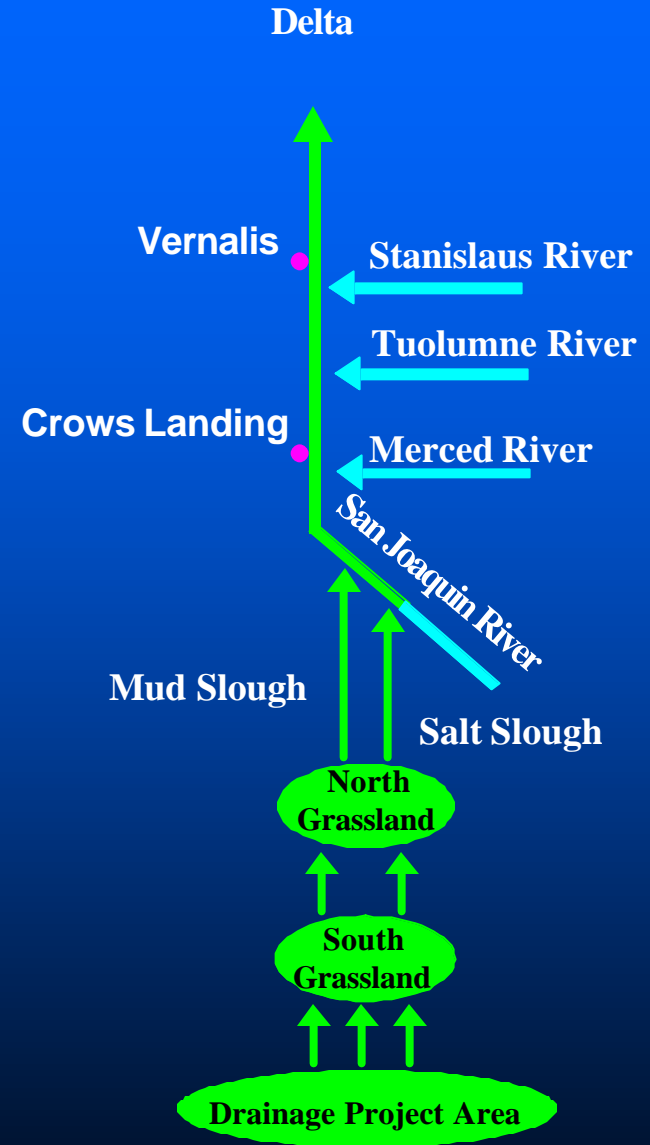 Delta
Vernalis
Stanislaus River
Tuolumne River
Crows Landing
Merced River
San Joaquin River
Mud Slough
Salt Slough
North
Grassland
South
Grassland
Drainage Project Area